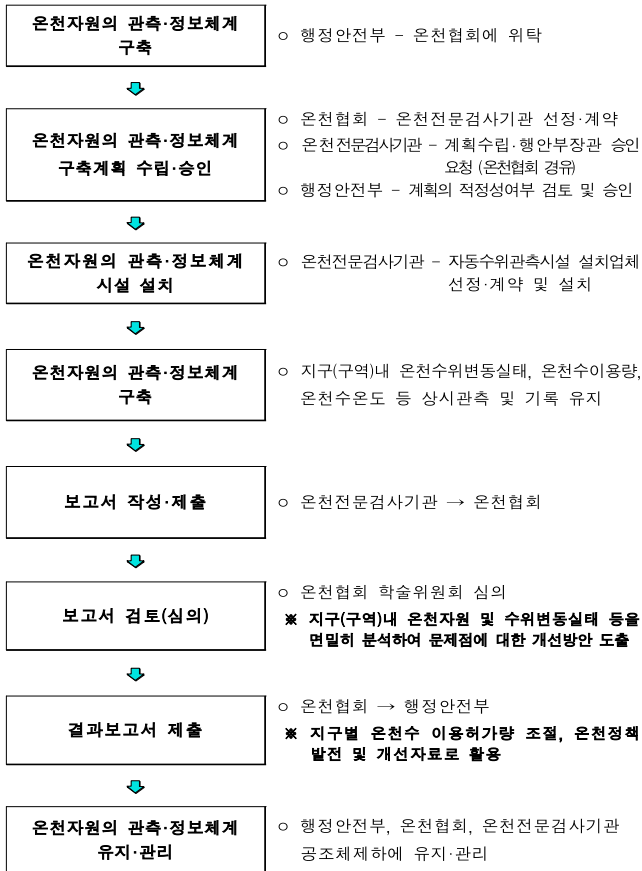 온천자원의 관측·정보체계
구축
ㅇ 행정안전부 – 온천협회에 위탁
온천자원의 관측·정보체계
구축계획 수립·승인
ㅇ 온천협회 – 온천전문검사기관 선정·계약
ㅇ 온천전문검사기관 – 계획수립·행안부장관 승인
요청 (온천협회 경유)
ㅇ 행정안전부 – 계획의 적정성여부 검토 및 승인
온천자원의 관측·정보체계
시설 설치
ㅇ 온천전문검사기관 – 자동수위관측시설 설치업체
선정·계약 및 설치
온천자원의 관측·정보체계
구축
ㅇ 지구(구역)내 온천수위변동실태, 온천수이용량,
온천수온도 등 상시관측 및 기록 유지
보고서 작성·제출
ㅇ 온천전문검사기관 → 온천협회
보고서 검토(심의)
ㅇ 온천협회 학술위원회 심의
※ 지구(구역)내 온천자원 및 수위변동실태 등을
면밀히 분석하여 문제점에 대한 개선방안 도출
결과보고서 제출
ㅇ 온천협회 → 행정안전부
※ 지구별 온천수 이용허가량 조절, 온천정책
발전 및 개선자료로 활용
온천자원의 관측·정보체계
유지·관리
ㅇ 행정안전부, 온천협회, 온천전문검사기관
공조체제하에 유지·관리